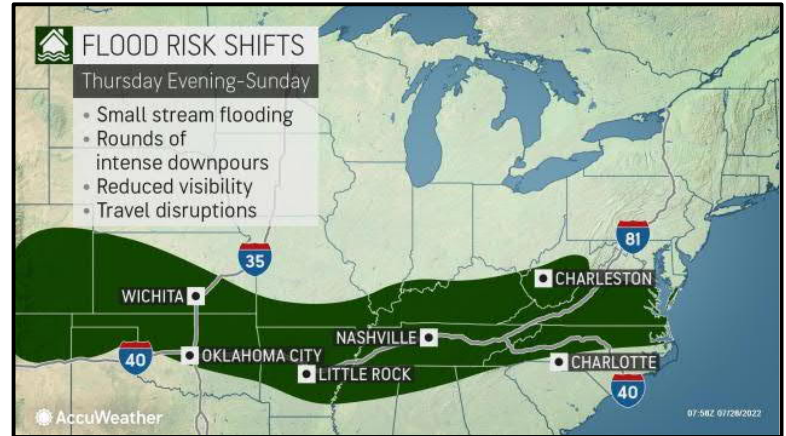 FLOOD RISK SHIFTS
Thursday Evening-Sunday
• Small stream flooding
• Rounds of
intense downpours
• Reduced visibility
• Travel disruptions
81
35
CHARLESTON
WICHITA
NASHVILLE
40
OKLAHOMA CITY
CHARLOTTE
LITTLE ROCK
40
AccuWeather
07:58Z 07/28/2022